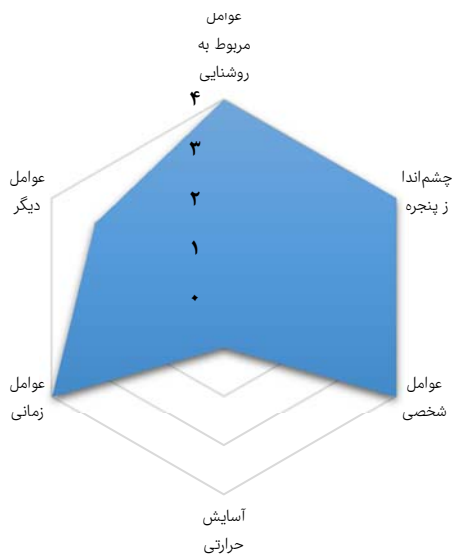 عوامل
مربوط به
روشنایی
۴
۳
۲
۱
۰
چشم‌اندا
ز پنجره
عوامل
شخصی
آسایش
حرارتی
عوامل
زمانی
عوامل
دیگر